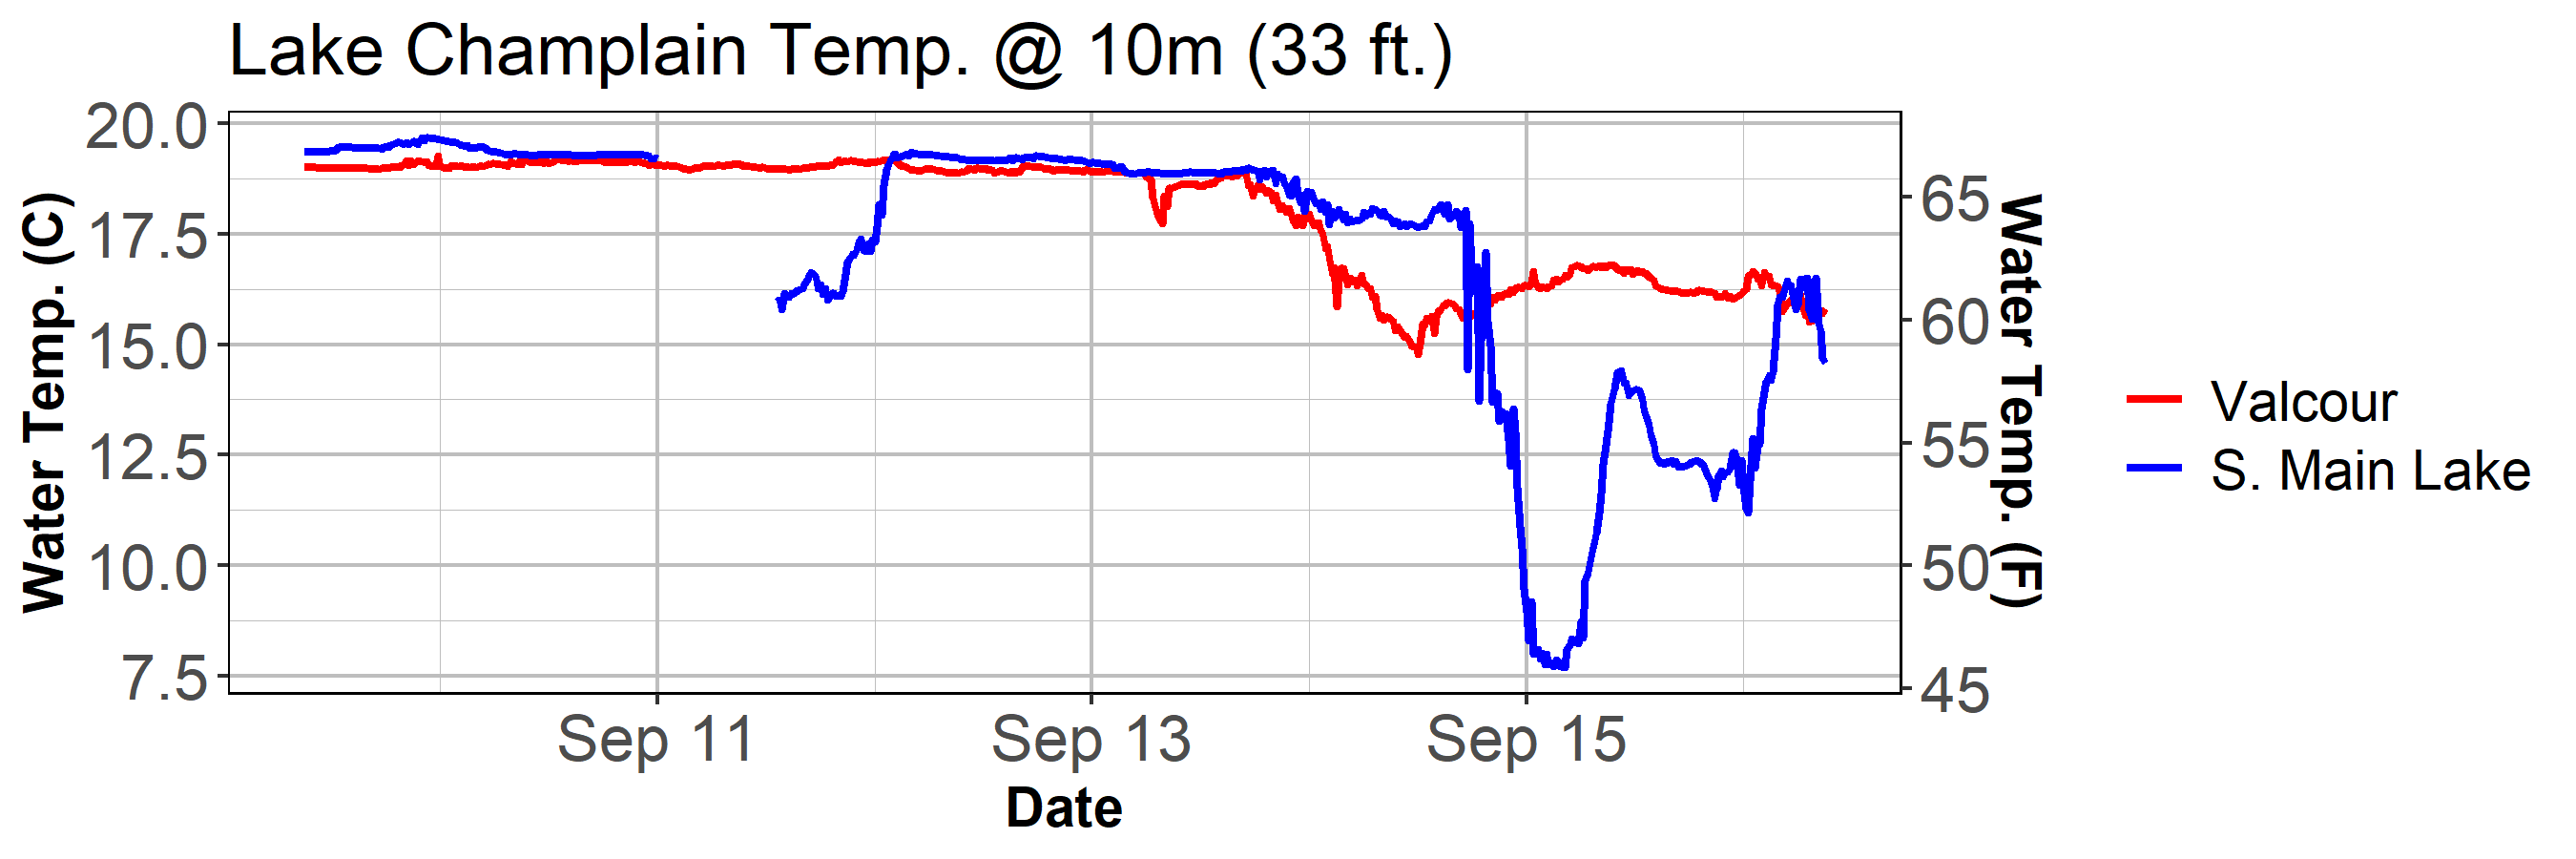 Lake Champlain Temp. @ 10m (33 ft.)
Water Temp. (C)
20.0
17.5
15.0
12.5
10.0
7.5
65
60
55
50
45
Water Temp. (F)
Sep 11
Sep 13
Sep 15
Date
Valcour
S. Main Lake